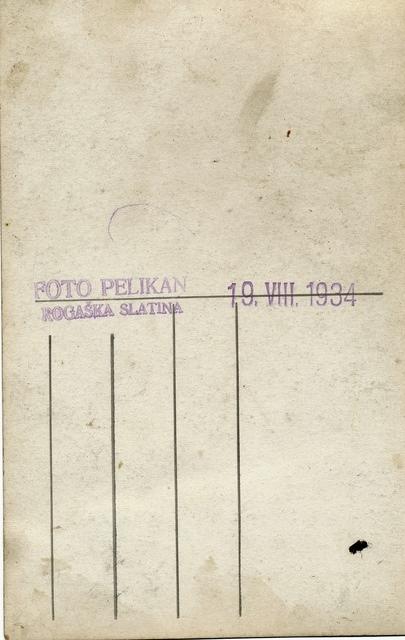 FOTO PELIKAN
ROGAŠKA SLATINA
19. VIII. 1934